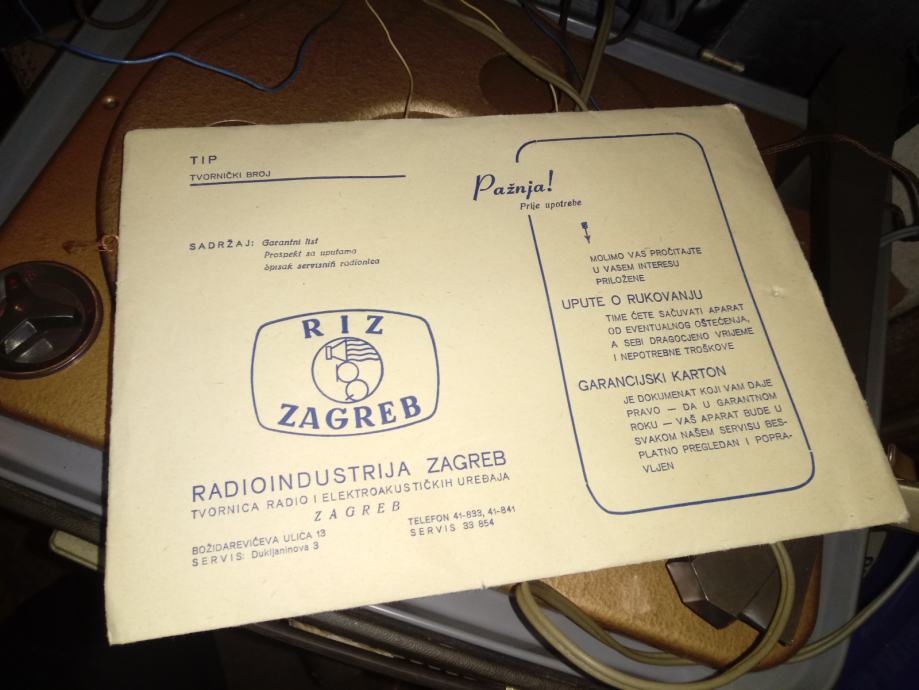 TIP
TVORNIČKI BROJ
SADRŽAJ: Garantni list
Prospekt sa uputama
Spisak servisnih radionica
RIZ
ZAGREB
RADIOINDUSTRIJA ZAGREB
TVORNICA RADIO I ELEKTROAKUSTIČKIH UREĐAJA
ZAGREB
BOŽIDAREVIĆEVA ULICA 13
SERVIS: Dukljaninova 3
TELEFON 41-833, 41-841
SERVIS 33 854
Pažnja!
Prije upotrebe
MOLIMO VAS PROČITAJTE
U VAŠEM INTERESU
PRILOŽENE
UPUTE O RUKOVANJU
TIME ĆETE SAČUVATI APARAT
OD EVENTUALNOG OŠTEĆENJA,
A SEBI DRAGOCJENO VRIJEME
I NEPOTREBNE TROŠKOVE
GARANCIJSKI KARTON
JE DOKUMENAT KOJI VAM DAJE
PRAVO — DA U GARANTNOM
ROKU — VAŠ APARAT BUDE U
SVAKOM NAŠEM SERVISU BES-
PLATNO PREGLEDAN I POPRA-
VLJEN